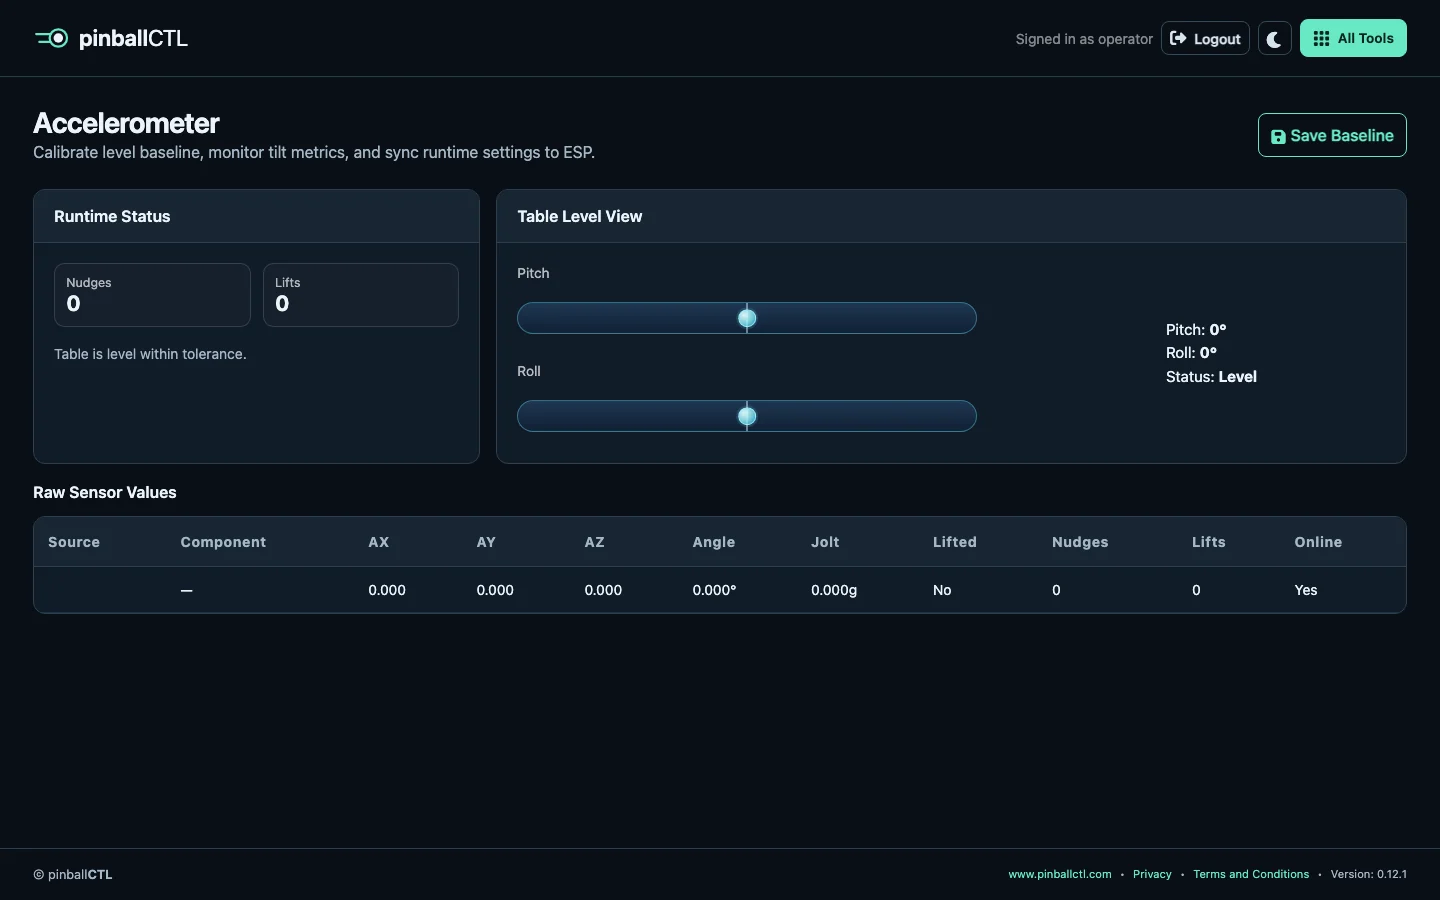 pinballCTL
Signed in as operator
Logout
All Tools
Accelerometer
Calibrate level baseline, monitor tilt metrics, and sync runtime settings to ESP.
Save Baseline
Runtime Status
Nudges
0
Lifts
0
Table is level within tolerance.
Table Level View
Pitch
Roll
Pitch: 0°
Roll: 0°
Status: Level
Raw Sensor Values
Source Component AX AY AZ Angle Jolt Lifted Nudges Lifts Online
— 0.000 0.000 0.000 0.000° 0.000g No 0 0 Yes
© pinballCTL
www.pinballctl.com • Privacy • Terms and Conditions • Version: 0.12.1